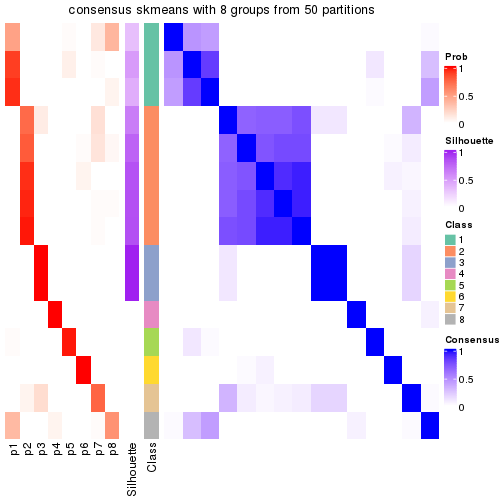 consensus skmeans with 8 groups from 50 partitions
Prob
1
0.5
0
Silhouette
1
0.5
0
Class
1
2
3
4
5
6
7
8
Consensus
1
0.5
0
p1
p2
p3
p4
p5
p6
p7
p8
Silhouette
Class